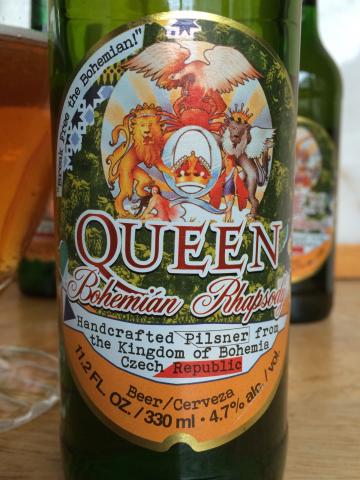 "Break Free the Bohemian!"
QUEEN
Bohemian Rhapsody
Handcrafted Pilsner from
the Kingdom of Bohemia
Czech Republic
Beer/Cerveza
11.2 FL. OZ. / 330 ml • 4.7% alc. / vol.